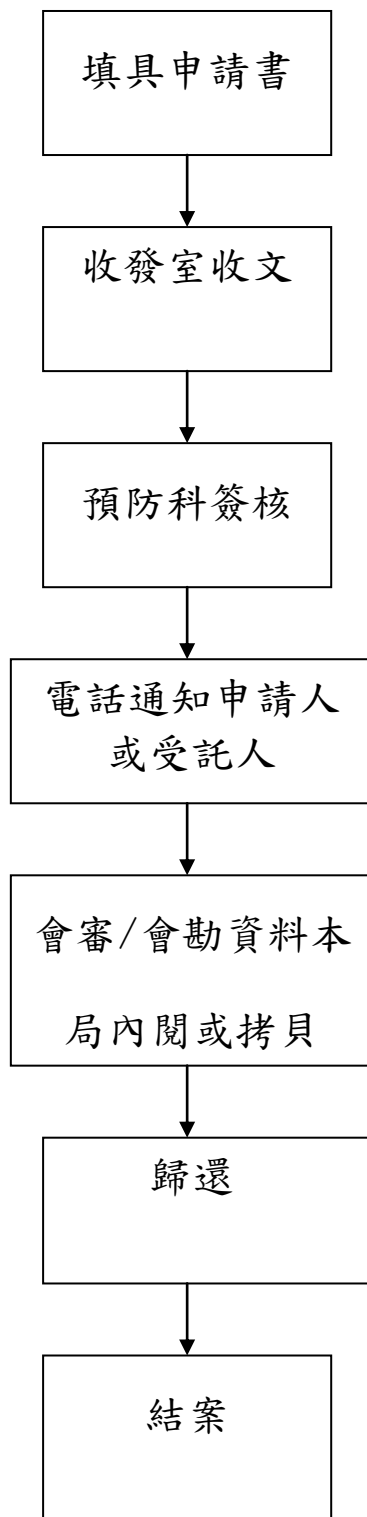 填具申請書
收發室收文
預防科簽核
電話通知申請人
或受託人
會審/會勘資料本
局內閱或拷貝
歸還
結案